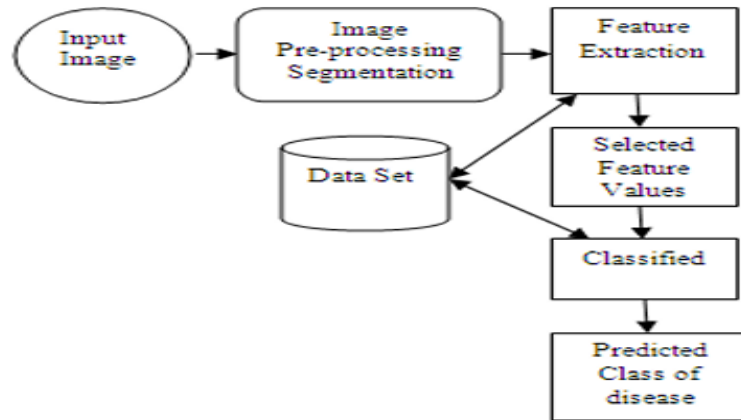 Input
Image
Image
Pre-processing
Segmentation
Feature
Extraction
Data Set
Selected
Feature
Values
Classified
Predicted
Class of
disease